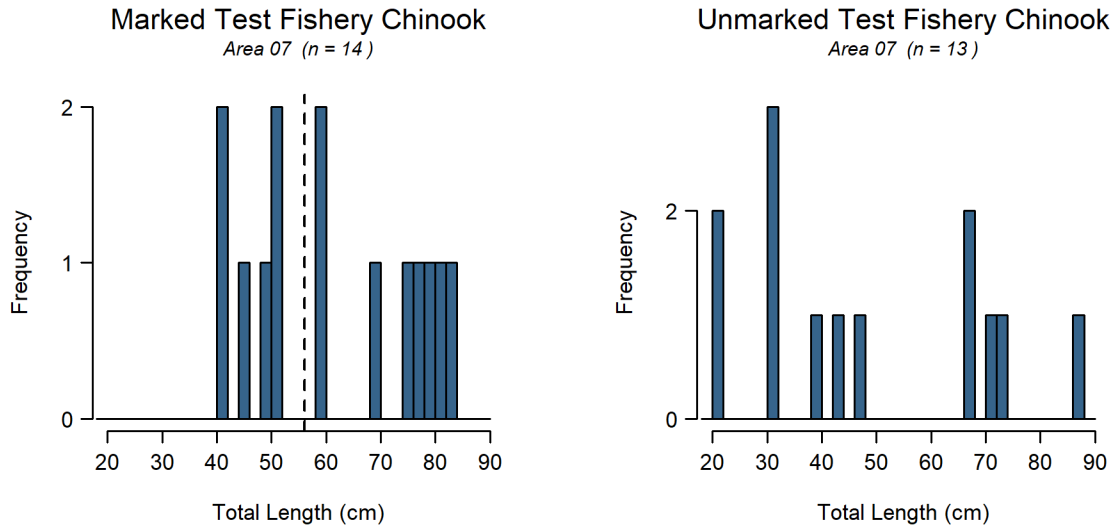 Marked Test Fishery Chinook
Area 07 (n = 14 )
Frequency
2
1
0
20 30 40 50 60 70 80 90
Total Length (cm)
Unmarked Test Fishery Chinook
Area 07 (n = 13 )
Frequency
2
0
20 30 40 50 60 70 80 90
Total Length (cm)